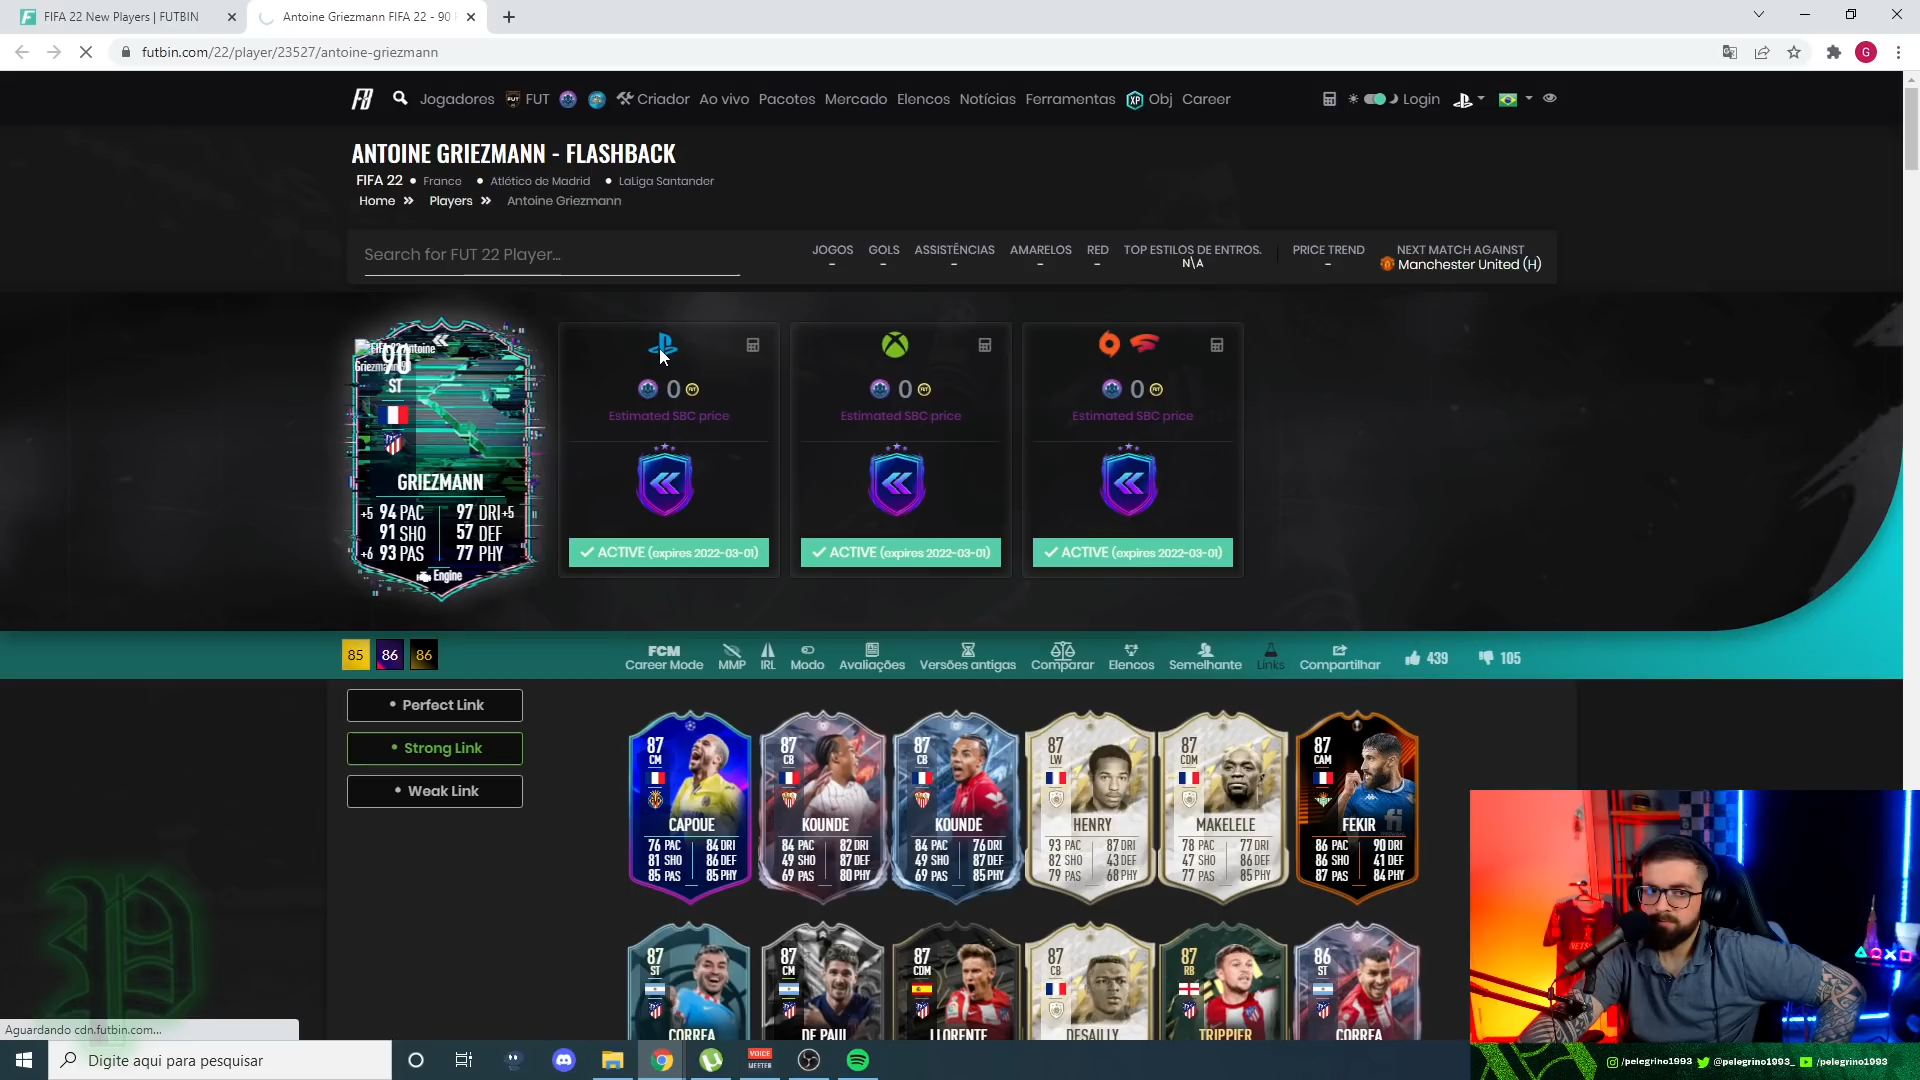 FIFA 22 New Players | FUTBIN
Antoine Griezmann FIFA 22 - 90
futbin.com/22/player/23527/antoine-griezmann
G
Jogadores FUT Criador Ao vivo Pacotes Mercado Elencos Notícias Ferramentas XP Obj Career Login
ANTOINE GRIEZMANN - FLASHBACK
FIFA 22 • France • Atlético de Madrid • LaLiga Santander
Home » Players » Antoine Griezmann
Search for FUT 22 Player...
JOGOS GOLS ASSISTÊNCIAS AMARELOS RED TOP ESTILOS DE ENTROS. PRICE TREND NEXT MATCH AGAINST
- - - - - N\A - Manchester United (H)
FIFA 22 Antoine
Griezmann
90
ST
GRIEZMANN
+5 94 PAC 97 DRI+5
91 SHO 57 DEF
+6 93 PAS 77 PHY
Engine
0
Estimated SBC price
ACTIVE (expires 2022-03-01)
0
Estimated SBC price
ACTIVE (expires 2022-03-01)
0
Estimated SBC price
ACTIVE (expires 2022-03-01)
85 86 86
FCM
Career Mode MMP IRL Modo Avaliações Versões antigas Comparar Elencos Semelhante Links Compartilhar 439 105
• Perfect Link
• Strong Link
• Weak Link
87
CM
CAPOUE
76 PAC 84 DRI
81 SHO 86 DEF
85 PAS 85 PHY
87
CB
KOUNDE
84 PAC 82 DRI
49 SHO 87 DEF
69 PAS 80 PHY
87
CB
KOUNDE
84 PAC 76 DRI
49 SHO 87 DEF
69 PAS 85 PHY
87
LW
HENRY
93 PAC 87 DRI
82 SHO 43 DEF
79 PAS 68 PHY
87
CDM
MAKELELE
78 PAC 77 DRI
47 SHO 86 DEF
77 PAS 85 PHY
87
CAM
FEKIR
86 PAC 90 DRI
86 SHO 41 DEF
87 PAS 84 PHY
87
ST
CORREA
87
CM
DE PAUL
87
CDM
LLORENTE
87
CB
DESAILLY
87
RB
TRIPPIER
86
ST
CORREA
Aguardando cdn.futbin.com...
Digite aqui para pesquisar
VOICE
MEETER
/pelegrino1993 @pelegrino1993_ /pelegrino1993